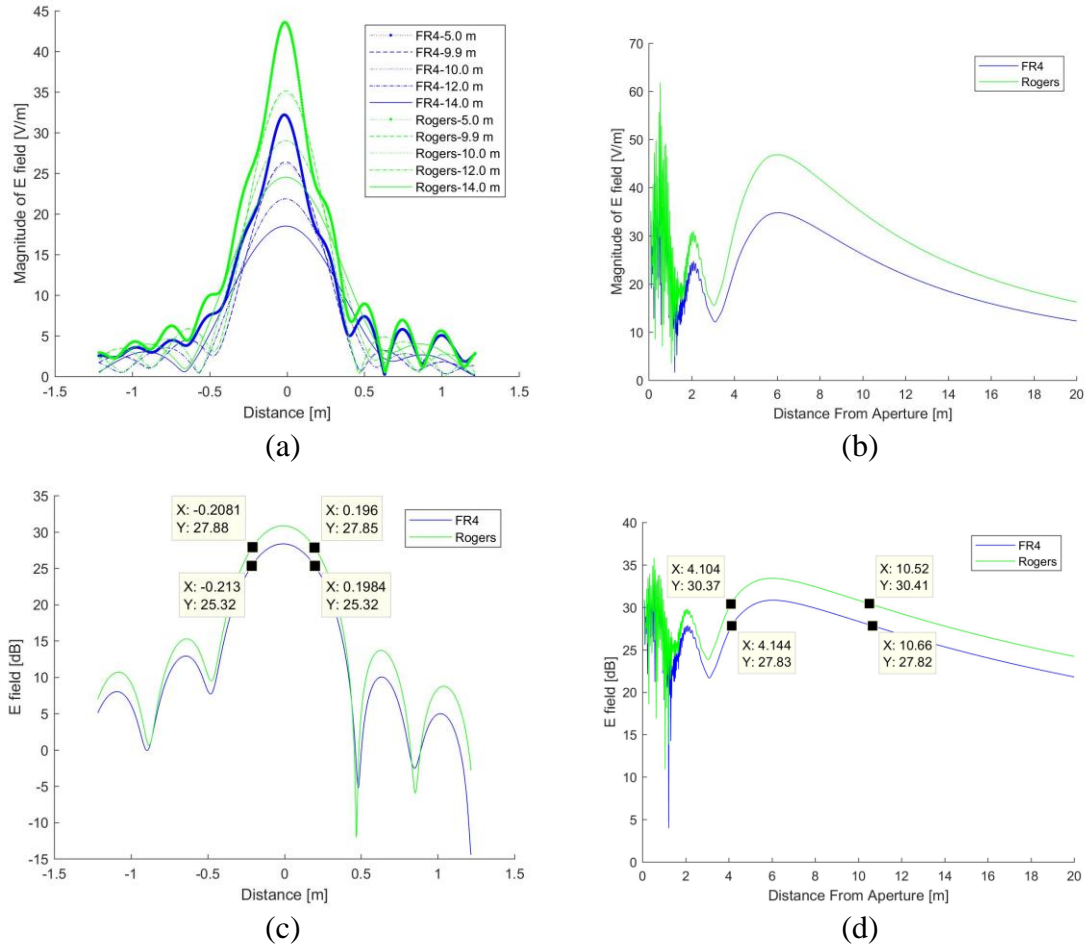 45
40
35
30
25
20
15
10
5
0
Magnitude of E field [V/m]
-1.5
-1
-0.5
0
0.5
1
1.5
Distance [m]
FR4-5.0 m
FR4-9.9 m
FR4-10.0 m
FR4-12.0 m
FR4-14.0 m
Rogers-5.0 m
Rogers-9.9 m
Rogers-10.0 m
Rogers-12.0 m
Rogers-14.0 m
(a)
70
60
50
40
30
20
10
0
Magnitude of E field [V/m]
0
2
4
6
8
10
12
14
16
18
20
Distance From Aperture [m]
FR4
Rogers
(b)
35
30
25
20
15
10
5
0
-5
-10
-15
E field [dB]
-1.5
-1
-0.5
0
0.5
1
1.5
Distance [m]
X: -0.2081
Y: 27.88
X: 0.196
Y: 27.85
X: -0.213
Y: 25.32
X: 0.1984
Y: 25.32
FR4
Rogers
(c)
40
35
30
25
20
15
10
5
0
E field [dB]
0
2
4
6
8
10
12
14
16
18
20
Distance From Aperture [m]
X: 4.104
Y: 30.37
X: 10.52
Y: 30.41
X: 4.144
Y: 27.83
X: 10.66
Y: 27.82
FR4
Rogers
(d)